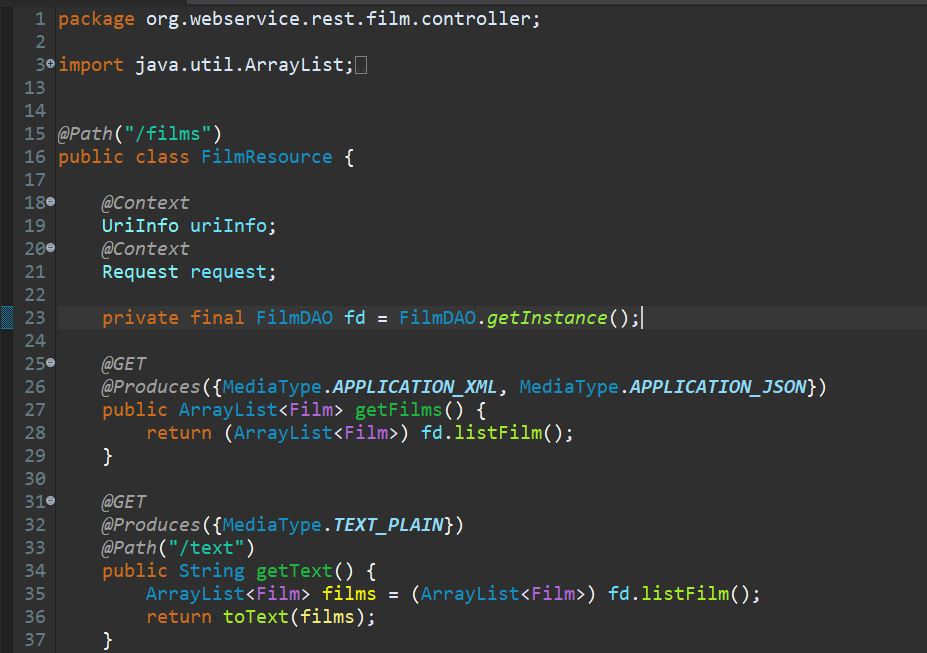 1 package org.webservice.rest.film.controller;
2
3 import java.util.ArrayList;
13
14
15 @Path("/films")
16 public class FilmResource {
17
18     @Context
19     UriInfo uriInfo;
20     @Context
21     Request request;
22
23     private final FilmDAO fd = FilmDAO.getInstance();
24
25     @GET
26     @Produces({MediaType.APPLICATION_XML, MediaType.APPLICATION_JSON})
27     public ArrayList<Film> getFilms() {
28         return (ArrayList<Film>) fd.listFilm();
29     }
30
31     @GET
32     @Produces({MediaType.TEXT_PLAIN})
33     @Path("/text")
34     public String getText() {
35         ArrayList<Film> films = (ArrayList<Film>) fd.listFilm();
36         return toText(films);
37     }